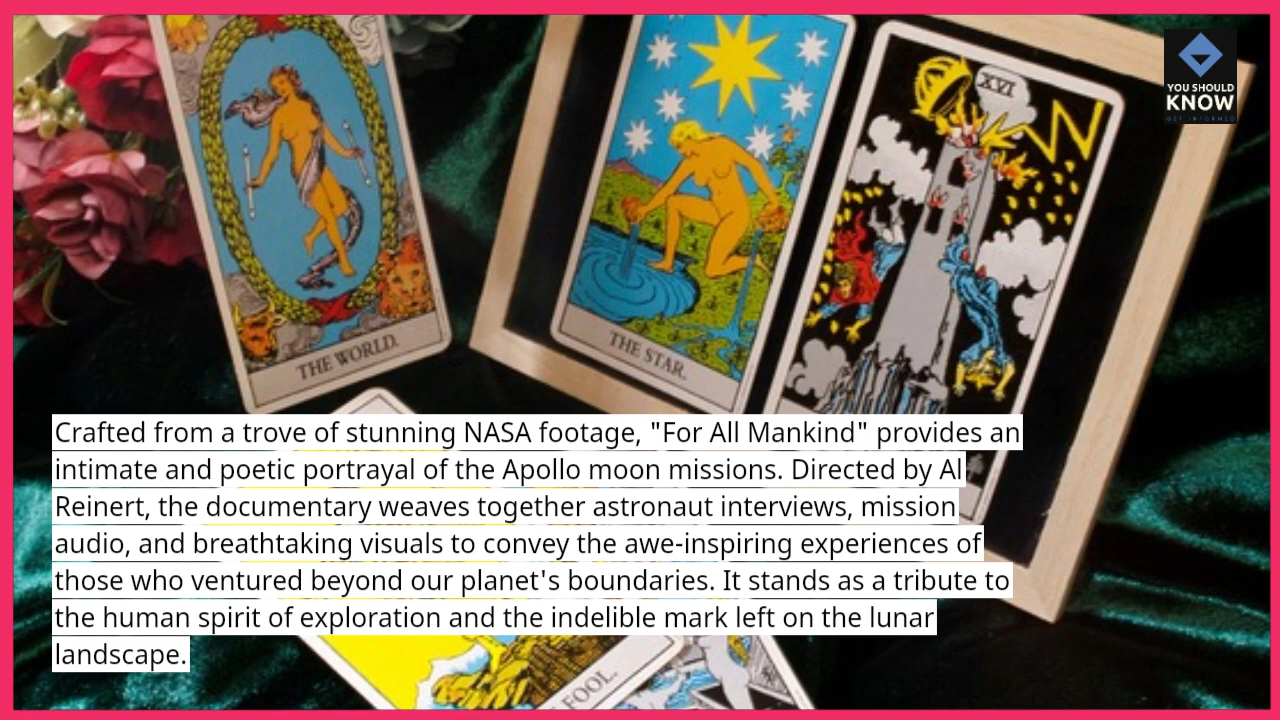 YOU SHOULD
KNOW
GET INFORMED
XVI
THE WORLD.
THE STAR.
Crafted from a trove of stunning NASA footage, "For All Mankind" provides an
intimate and poetic portrayal of the Apollo moon missions. Directed by Al
Reinert, the documentary weaves together astronaut interviews, mission
audio, and breathtaking visuals to convey the awe-inspiring experiences of
those who ventured beyond our planet's boundaries. It stands as a tribute to
the human spirit of exploration and the indelible mark left on the lunar
landscape.
FOOL.